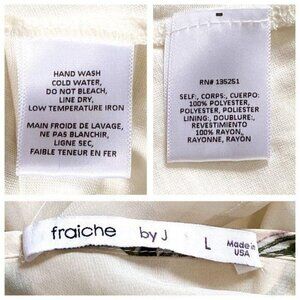 HAND WASH
COLD WATER,
DO NOT BLEACH,
LINE DRY,
LOW TEMPERATURE IRON
MAIN FROIDE DE LAVAGE,
NE PAS BLANCHIR,
LIGNE SEC,
FAIBLE TENEUR EN FER
RN# 135251
SELF:, CORPS:, CUERPO:
100% POLYESTER,
POLYESTER, POLIESTER
LINING:, DOUBLURE:,
REVESTIMIENTO
100% RAYON,
RAYONNE, RAYÓN
fraiche by J L Made in
USA